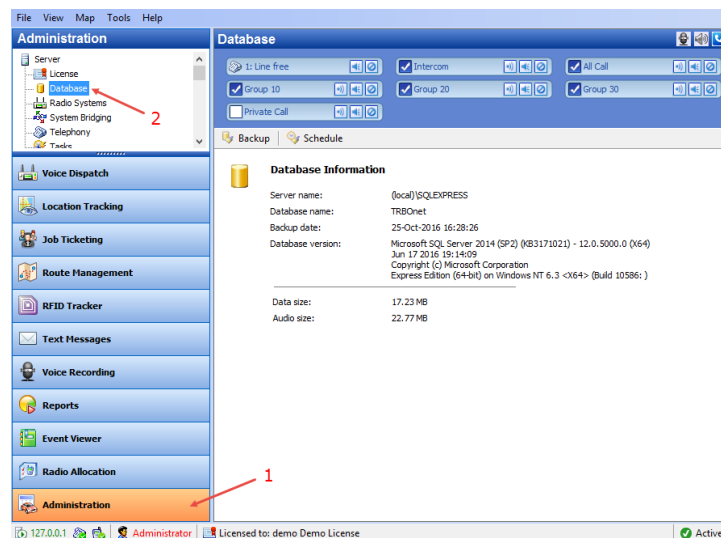 File View Map Tools Help
Administration
Database
Server
License
Database
Radio Systems
System Bridging
Telephony
Tasks
2
1: Line free
Intercom
All Call
Group 10
Group 20
Group 30
Private Call
Backup
Schedule
Voice Dispatch
Location Tracking
Job Ticketing
Route Management
RFID Tracker
Text Messages
Voice Recording
Reports
Event Viewer
Radio Allocation
Administration
1
Database Information
Server name: (local)\SQLEXPRESS
Database name: TRBOnet
Backup date: 25-Oct-2016 16:28:26
Database version: Microsoft SQL Server 2014 (SP2) (KB3171021) - 12.0.5000.0 (X64)
Jun 17 2016 19:14:09
Copyright (c) Microsoft Corporation
Express Edition (64-bit) on Windows NT 6.3 <X64> (Build 10586: )
Data size: 17.23 MB
Audio size: 22.77 MB
127.0.0.1
Administrator
Licensed to: demo Demo License
Active